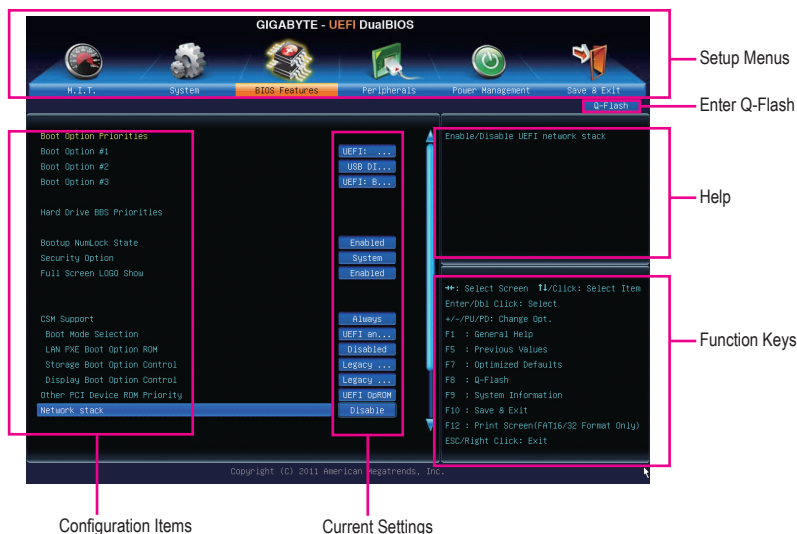 GIGABYTE - UEFI DualBIOS
M.I.T. System BIOS Features Peripherals Power Management Save & Exit
Setup Menus
Q-Flash
Enter Q-Flash
Boot Option Priorities
Boot Option #1 UEFI: ...
Boot Option #2 USB DI...
Boot Option #3 UEFI: B...
Hard Drive BBS Priorities
Bootup NumLock State Enabled
Security Option System
Full Screen LOGO Show Enabled
CSM Support Always
Boot Mode Selection UEFI an...
LAN PXE Boot Option ROM Disabled
Storage Boot Option Control Legacy ...
Display Boot Option Control Legacy ...
Other PCI Device ROM Priority UEFI OpROM
Network stack Disable
Enable/Disable UEFI network stack
Help
→←: Select Screen ↑↓/Click: Select Item
Enter/Dbl Click: Select
+/-/PU/PD: Change Opt.
F1 : General Help
F5 : Previous Values
F7 : Optimized Defaults
F8 : Q-Flash
F9 : System Information
F10 : Save & Exit
F12 : Print Screen(FAT16/32 Format Only)
ESC/Right Click: Exit
Function Keys
Copyright (C) 2011 American Megatrends, Inc.
Configuration Items
Current Settings